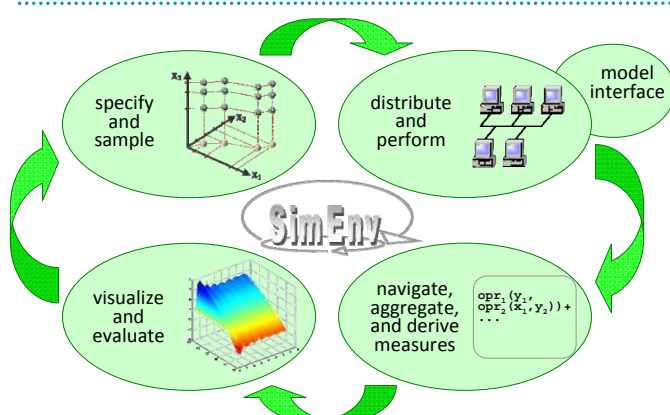 specify
and
sample
x₃
x₂
x₁
distribute
and
perform
model
interface
SimEnv
visualize
and
evaluate
navigate,
aggregate,
and derive
measures
opr₁(y₁,
opr₂(x₁,y₂))+
...